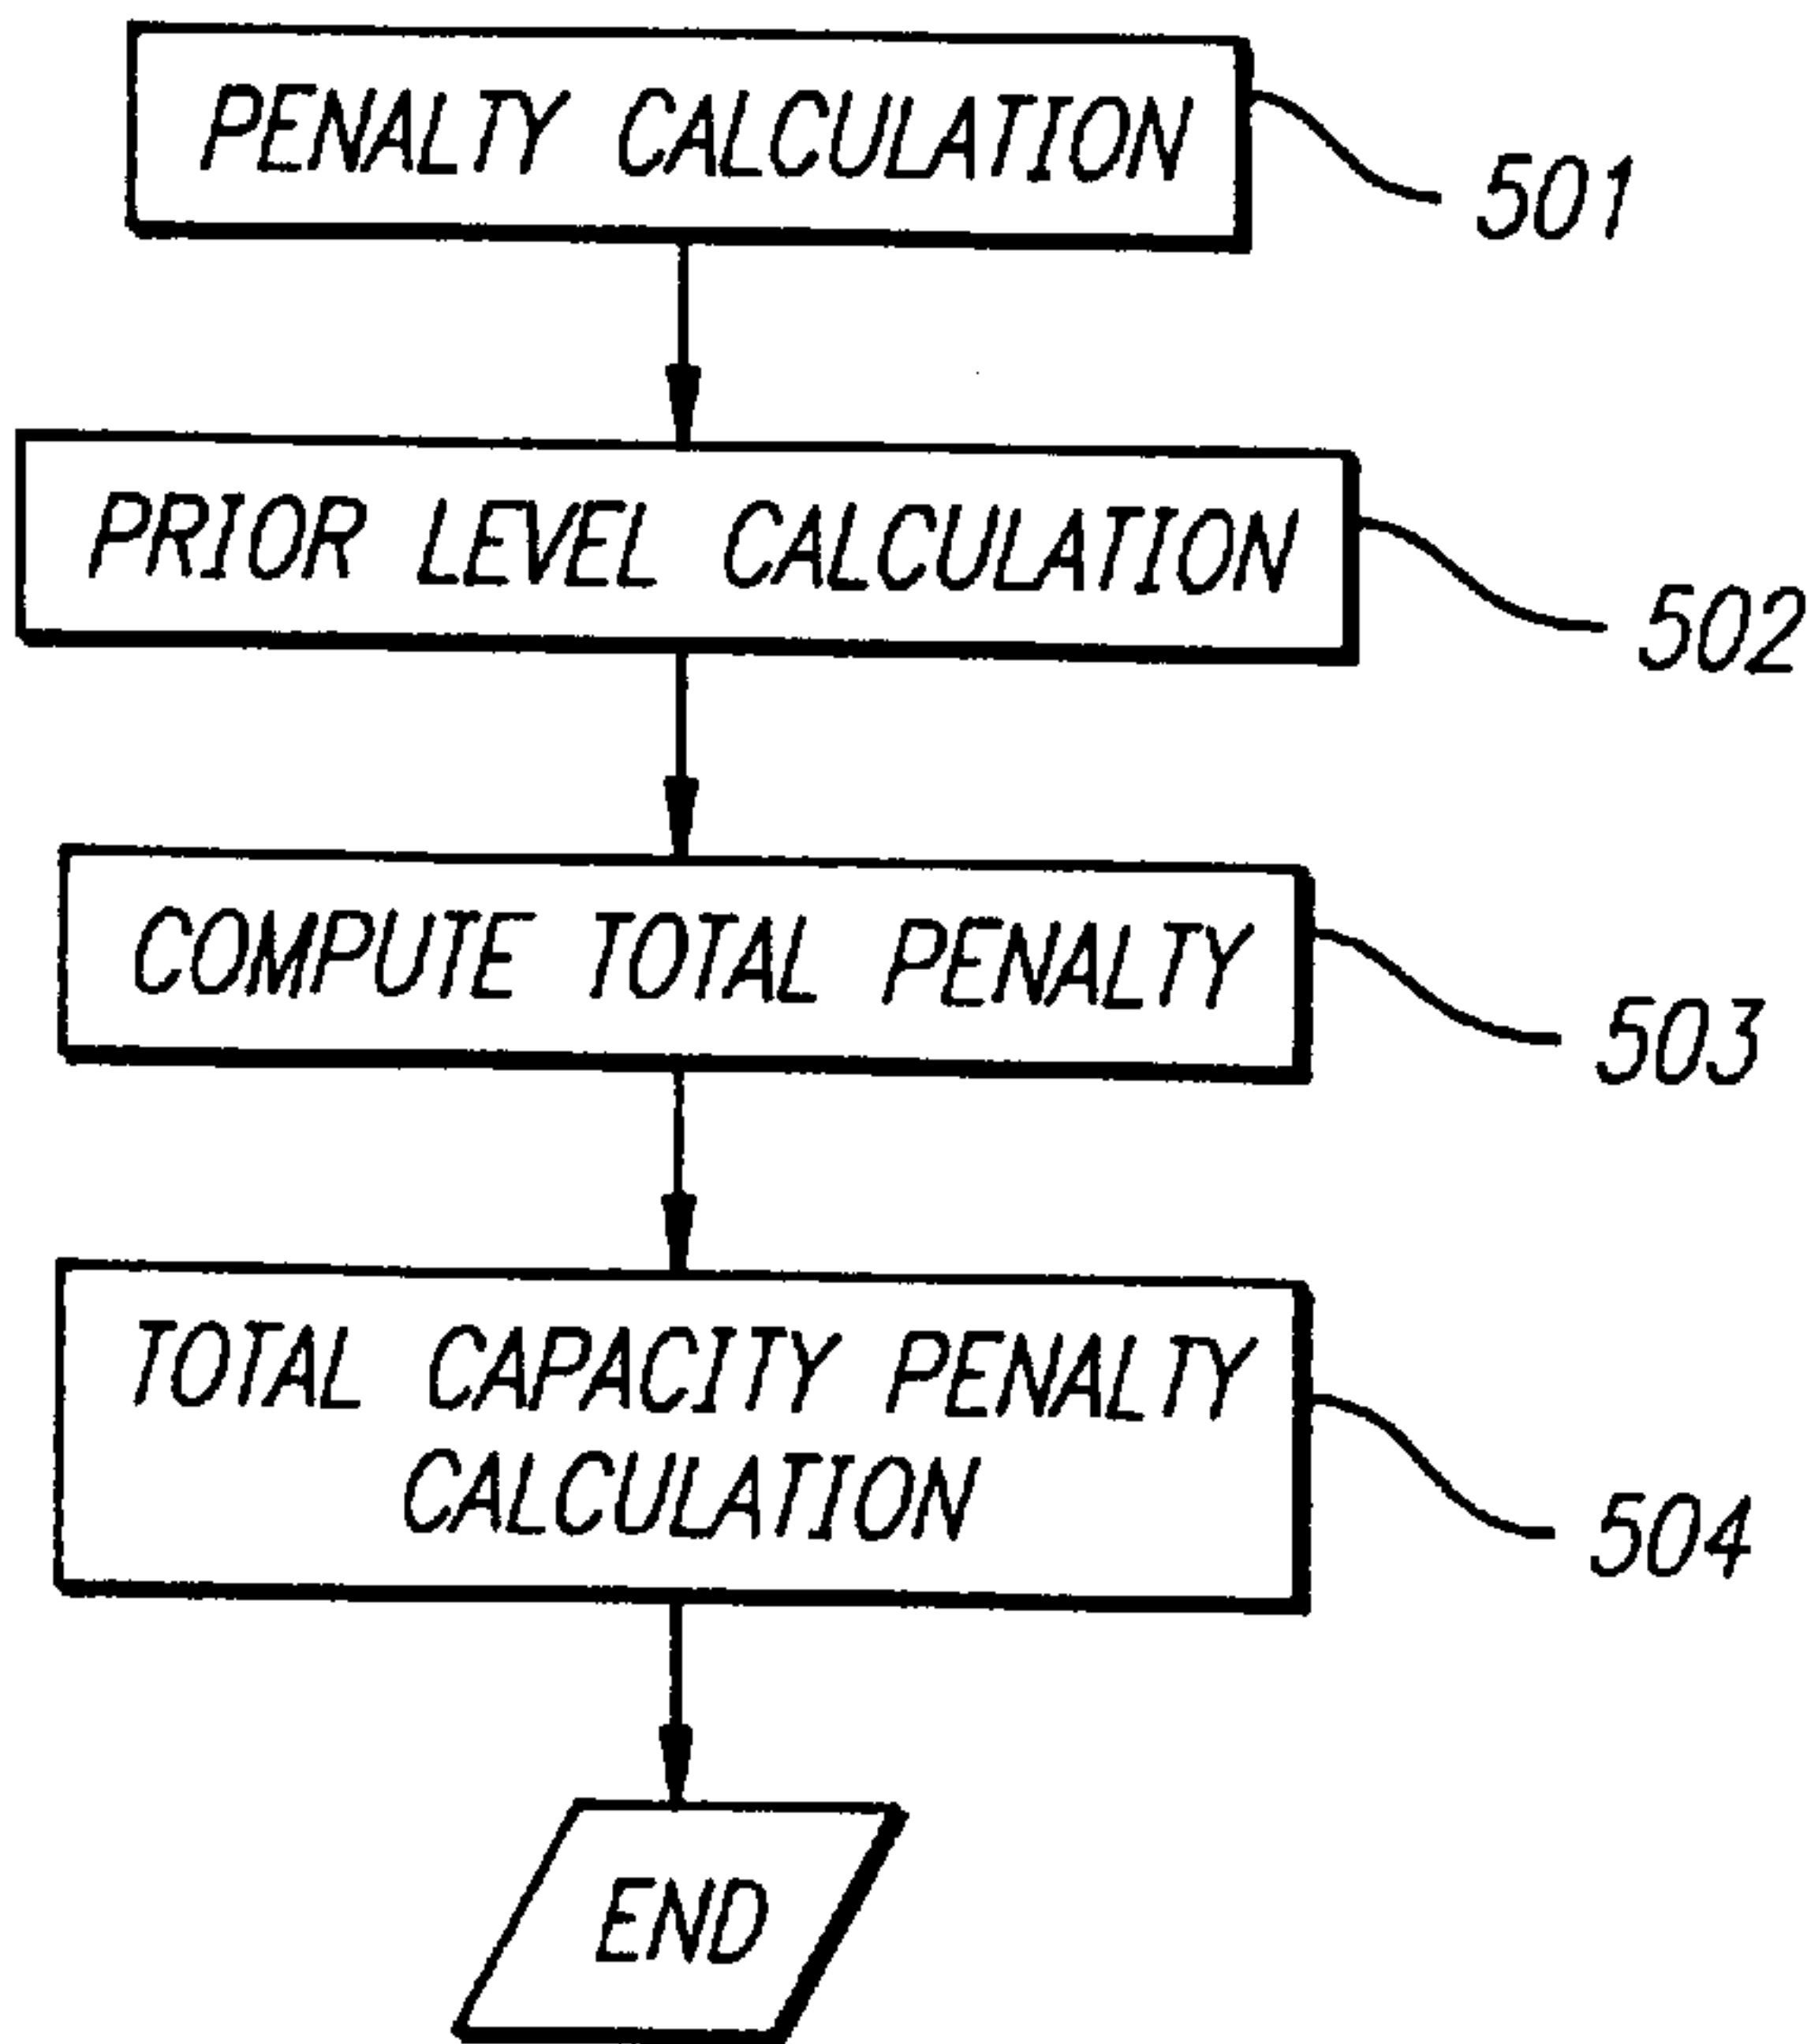 PENALTY CALCULATION
501
PRIOR LEVEL CALCULATION
502
COMPUTE TOTAL PENALTY
503
TOTAL CAPACITY PENALTY
CALCULATION
504
END